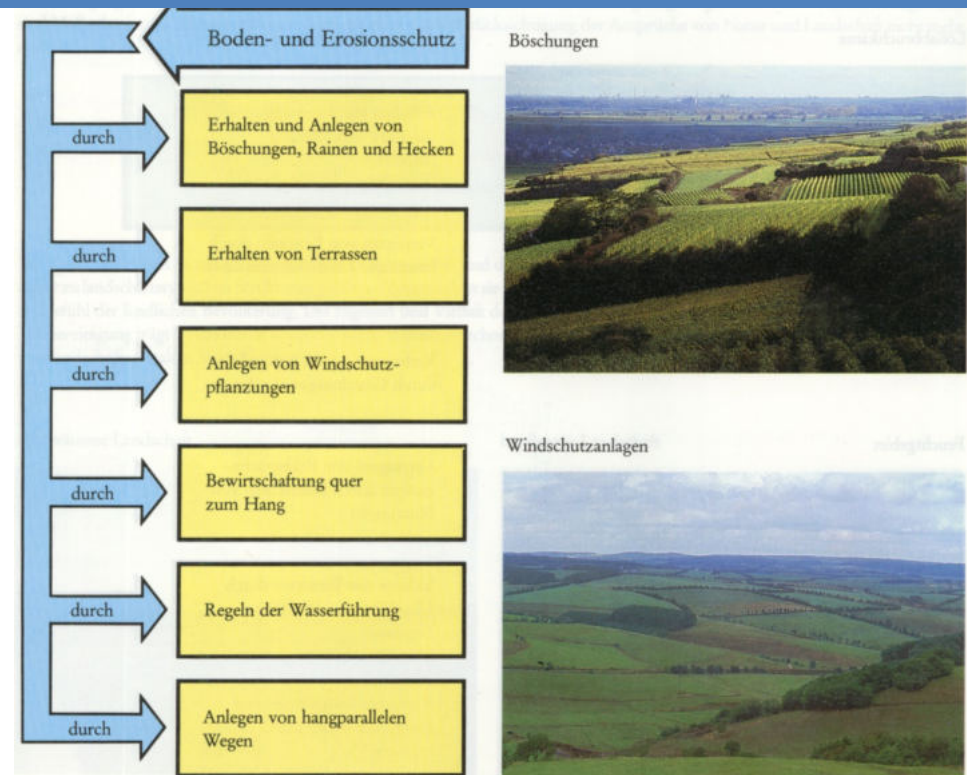 Boden- und Erosionsschutz
durch
Erhalten und Anlegen von
Böschungen, Rainen und Hecken
durch
Erhalten von Terrassen
durch
Anlegen von Windschutz-
pflanzungen
durch
Bewirtschaftung quer
zum Hang
durch
Regeln der Wasserführung
durch
Anlegen von hangparallelen
Wegen
Böschungen
Windschutzanlagen